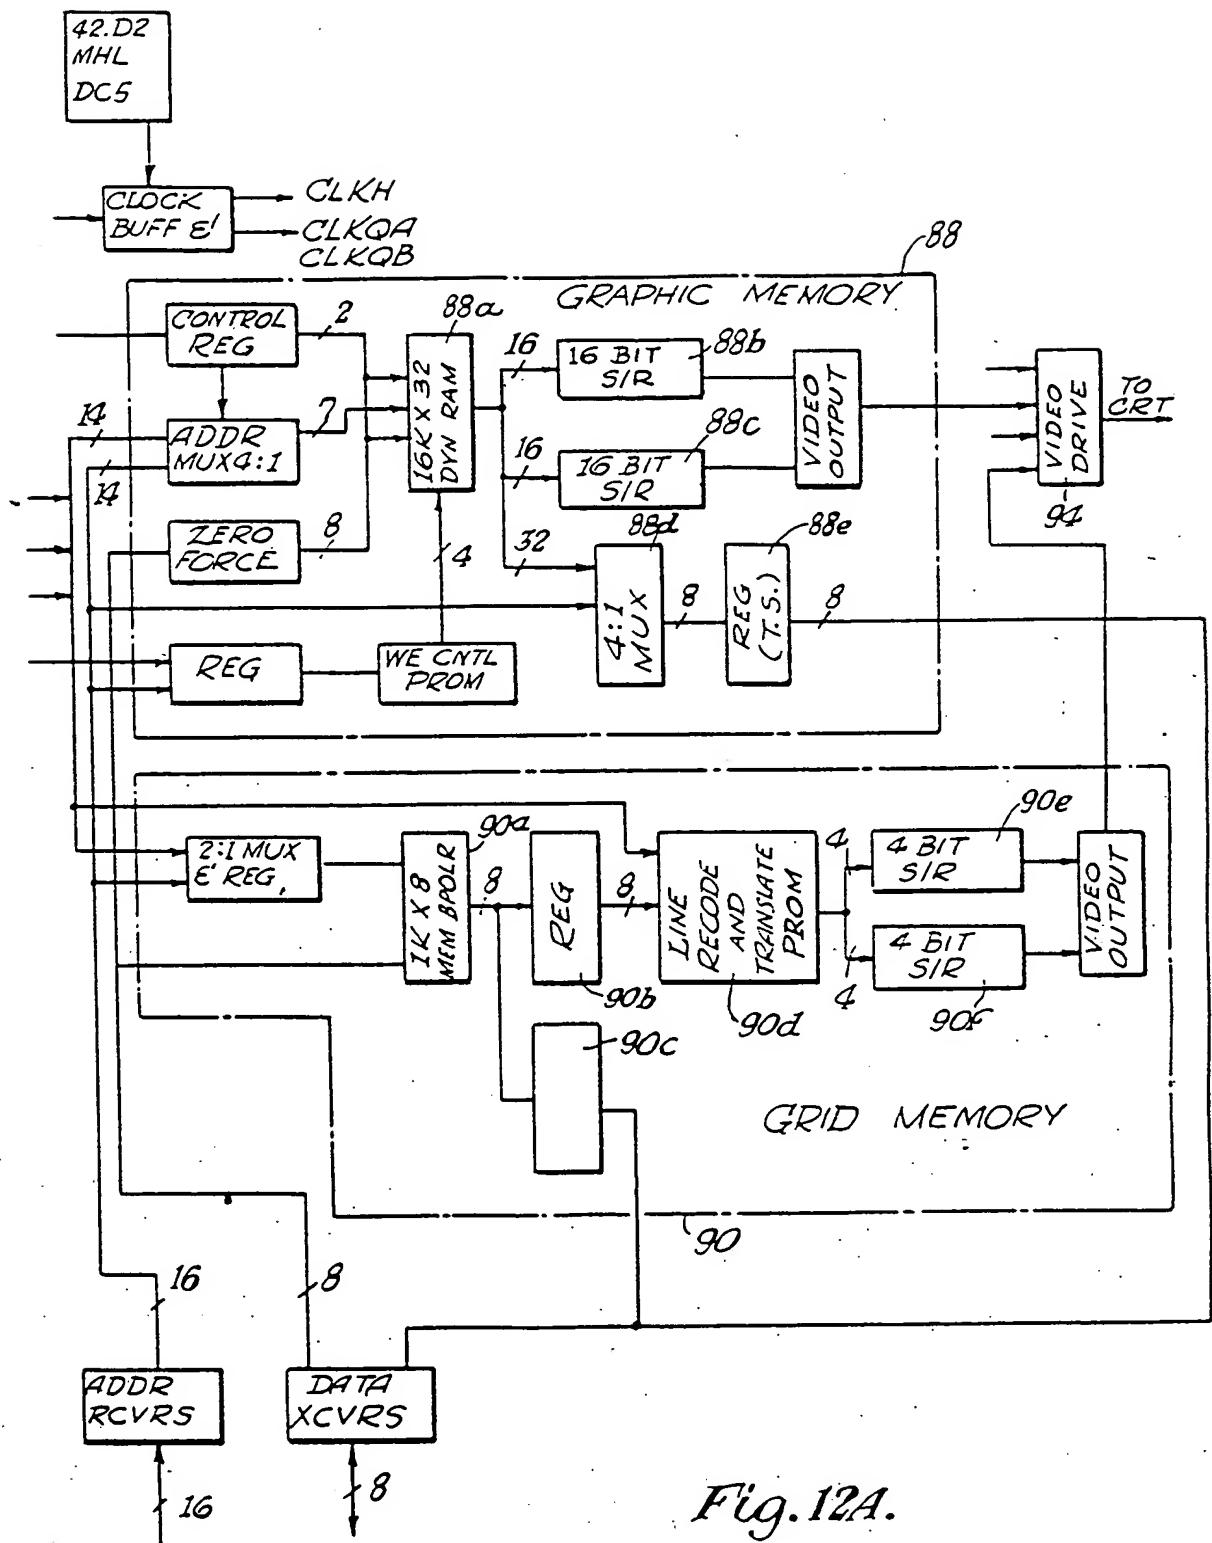 42.D2
MHL
DC5
CLOCK
BUFF &
CLKH
CLKQA
CLKQB
88
GRAPHIC MEMORY
CONTROL
REG
2
88a
16K X 32
DYN RAM
16
16 BIT
S/R
88b
VIDEO
OUTPUT
VIDEO
DRIVE
94
TO
CRT
14
ADDR
MUX 4:1
7
14
16
16 BIT
S/R
88c
ZERO
FORCE
8
4
32
88d
4:1
MUX
8
88e
REG
(T.S.)
8
REG
WE CNTL
PROM
2:1 MUX
& REG.
1K X 8
MEM BPOLR
90a
8
REG
90b
8
LINE
RECODE
AND
TRANSLATE
PROM
90d
4
4 BIT
S/R
90e
4
4 BIT
S/R
90f
VIDEO
OUTPUT
90c
GRID MEMORY
90
16
8
ADDR
RCVRS
DATA
XCVRS
16
8
Fig. 12A.